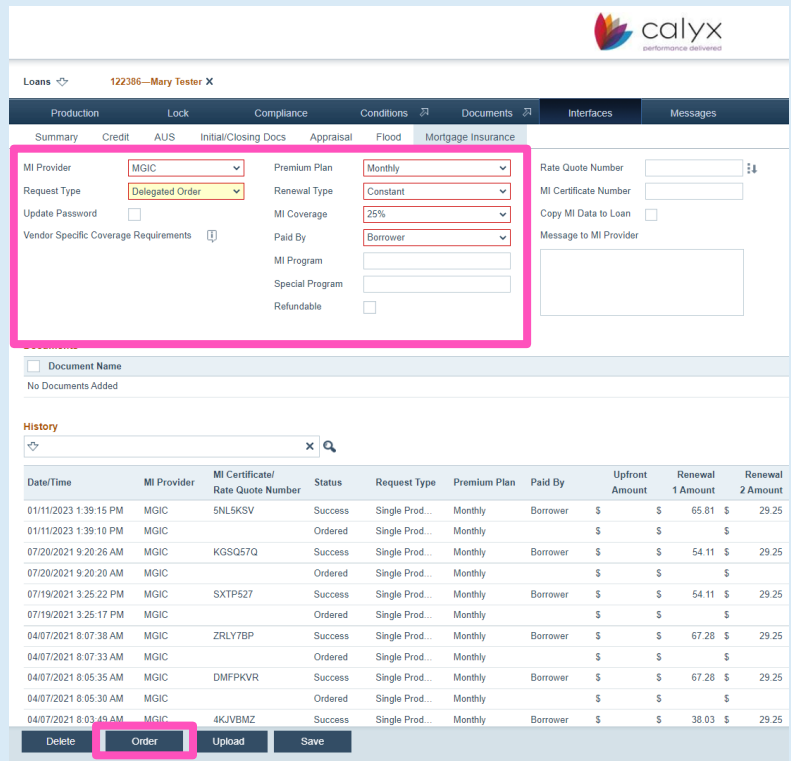 calyx
performance delivered
Loans 122386—Mary Tester X
Production Lock Compliance Conditions Documents Interfaces Messages
Summary Credit AUS Initial/Closing Docs Appraisal Flood Mortgage Insurance
MI Provider MGIC Premium Plan Monthly Rate Quote Number
Request Type Delegated Order Renewal Type Constant MI Certificate Number
Update Password MI Coverage 25% Copy MI Data to Loan
Vendor Specific Coverage Requirements Paid By Borrower Message to MI Provider
MI Program
Special Program
Refundable
Documents
Document Name
No Documents Added
History
Date/Time MI Provider MI Certificate/ Rate Quote Number Status Request Type Premium Plan Paid By Upfront Amount Renewal 1 Amount Renewal 2 Amount
01/11/2023 1:39:15 PM MGIC 5NL5KSV Success Single Prod... Monthly Borrower $ $ 65.81 $ 29.25
01/11/2023 1:39:10 PM MGIC Ordered Single Prod... Monthly $ $ $
07/20/2021 9:20:26 AM MGIC KGSQ57Q Success Single Prod... Monthly Borrower $ $ 54.11 $ 29.25
07/20/2021 9:20:20 AM MGIC Ordered Single Prod... Monthly $ $ $
07/19/2021 3:25:22 PM MGIC SXTP527 Success Single Prod... Monthly Borrower $ $ 54.11 $ 29.25
07/19/2021 3:25:17 PM MGIC Ordered Single Prod... Monthly $ $ $
04/07/2021 8:07:38 AM MGIC ZRLY7BP Success Single Prod... Monthly Borrower $ $ 67.28 $ 29.25
04/07/2021 8:07:33 AM MGIC Ordered Single Prod... Monthly $ $ $
04/07/2021 8:05:35 AM MGIC DMFPKVR Success Single Prod... Monthly Borrower $ $ 67.28 $ 29.25
04/07/2021 8:05:30 AM MGIC Ordered Single Prod... Monthly $ $ $
04/07/2021 8:03:49 AM MGIC 4KJVBMZ Success Single Prod... Monthly Borrower $ $ 38.03 $ 29.25
Delete Order Upload Save